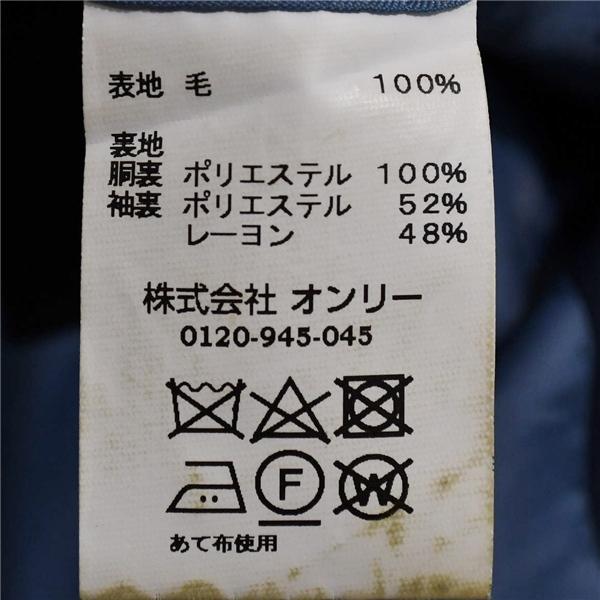 表地 毛 100%
裏地
胴裏 ポリエステル 100%
袖裏 ポリエステル 52%
レーヨン 48%
株式会社 オンリー
0120-945-045
F W
あて布使用